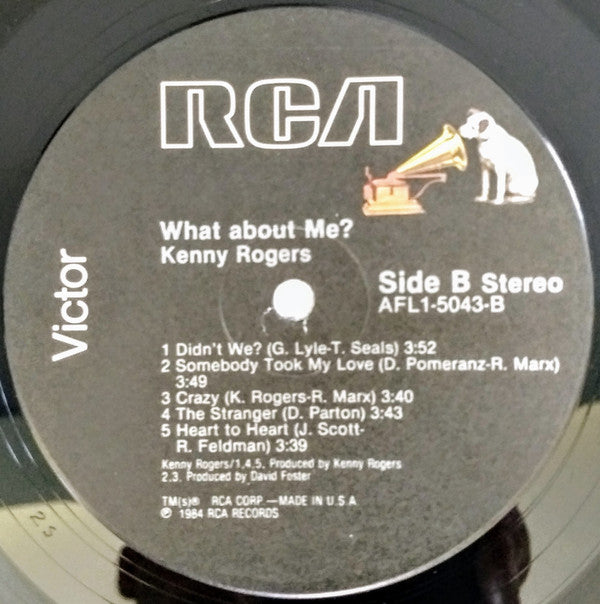 RCA
Victor
What about Me?
Kenny Rogers
Side B Stereo
AFL1-5043-B
1 Didn't We? (G. Lyle-T. Seals) 3:52
2 Somebody Took My Love (D. Pomeranz-R. Marx)
3:49
3 Crazy (K. Rogers-R. Marx) 3:40
4 The Stranger (D. Parton) 3:43
5 Heart to Heart (J. Scott-
R. Feldman) 3:39
Kenny Rogers/1,4,5, Produced by Kenny Rogers
2,3, Produced by David Foster
TM(s)® RCA CORP.—MADE IN U.S.A
℗ 1984 RCA RECORDS
2S